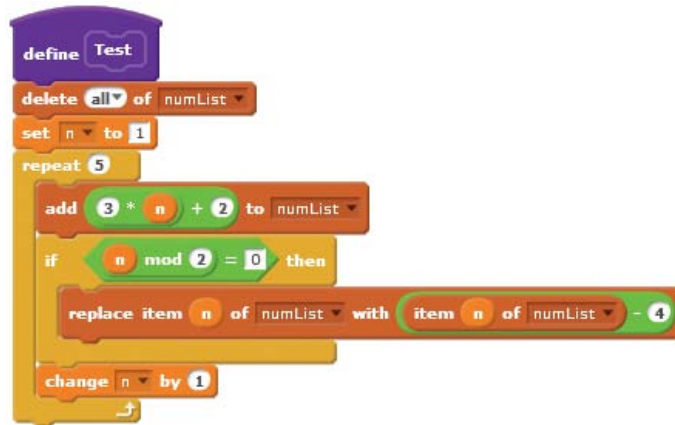 define Test
delete all of numList
set n to 1
repeat 5
add 3 * n + 2 to numList
if n mod 2 = 0 then
replace item n of numList with item n of numList - 4
change n by 1